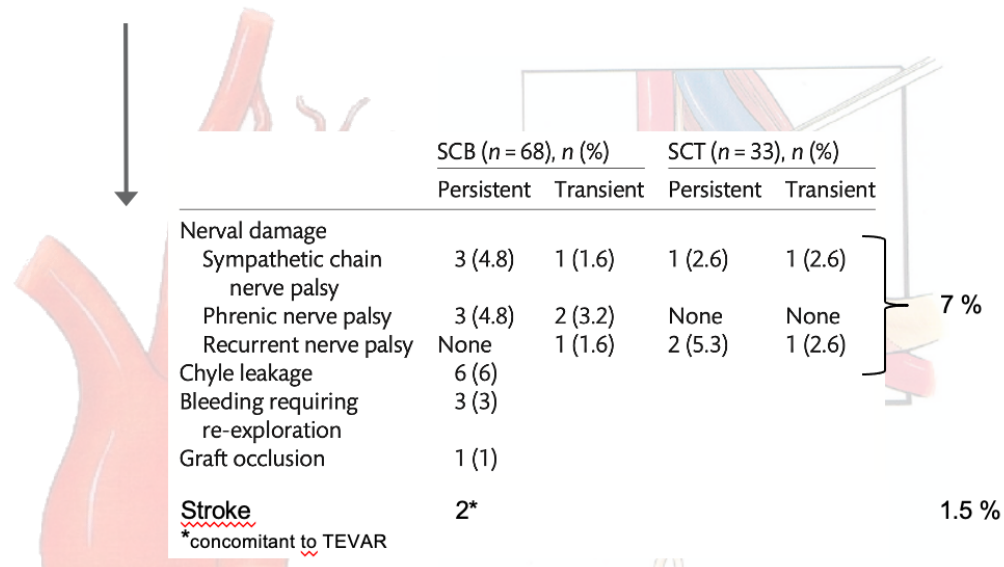 SCB (n = 68), n (%) SCT (n = 33), n (%)
Persistent Transient Persistent Transient
Nerval damage
Sympathetic chain 3 (4.8) 1 (1.6) 1 (2.6) 1 (2.6)
nerve palsy
7 %
Phrenic nerve palsy 3 (4.8) 2 (3.2) None None
Recurrent nerve palsy None 1 (1.6) 2 (5.3) 1 (2.6)
Chyle leakage 6 (6)
Bleeding requiring 3 (3)
re-exploration
Graft occlusion 1 (1)
Stroke 2* 1.5 %
*concomitant to TEVAR